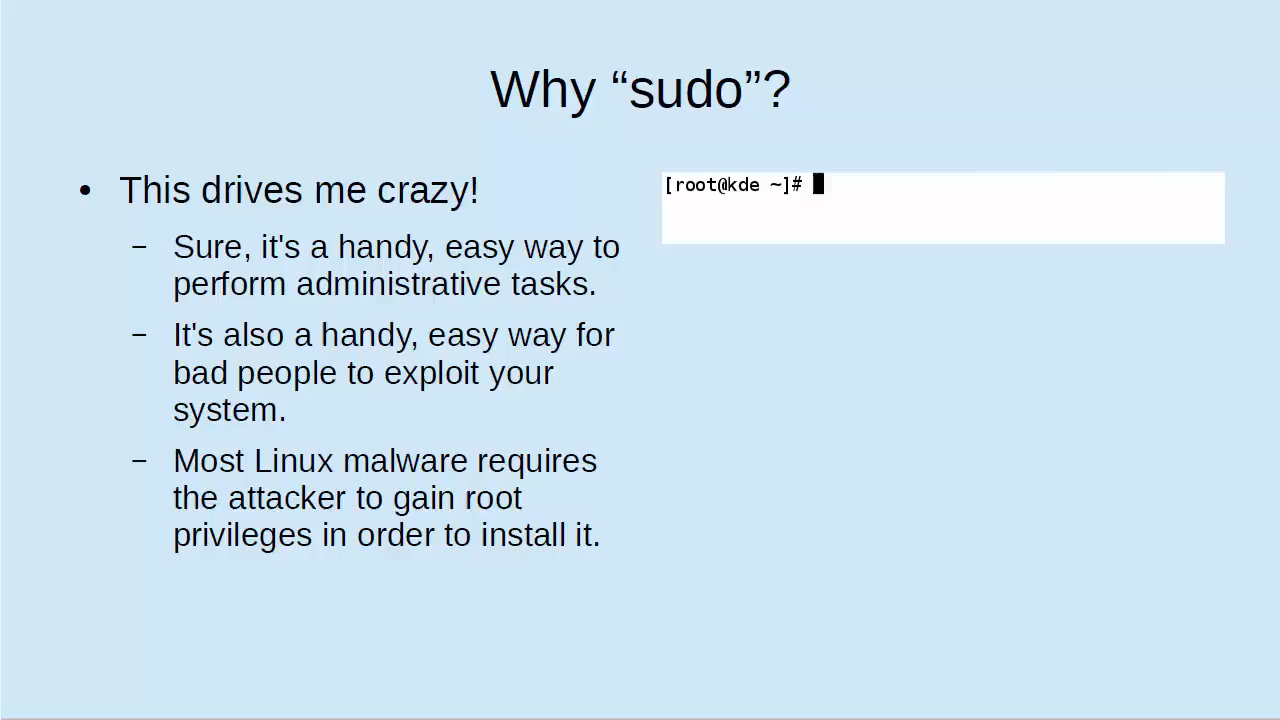 Why “sudo”?
• This drives me crazy!
– Sure, it's a handy, easy way to
perform administrative tasks.
– It's also a handy, easy way for
bad people to exploit your
system.
– Most Linux malware requires
the attacker to gain root
privileges in order to install it.
[root@kde ~]#